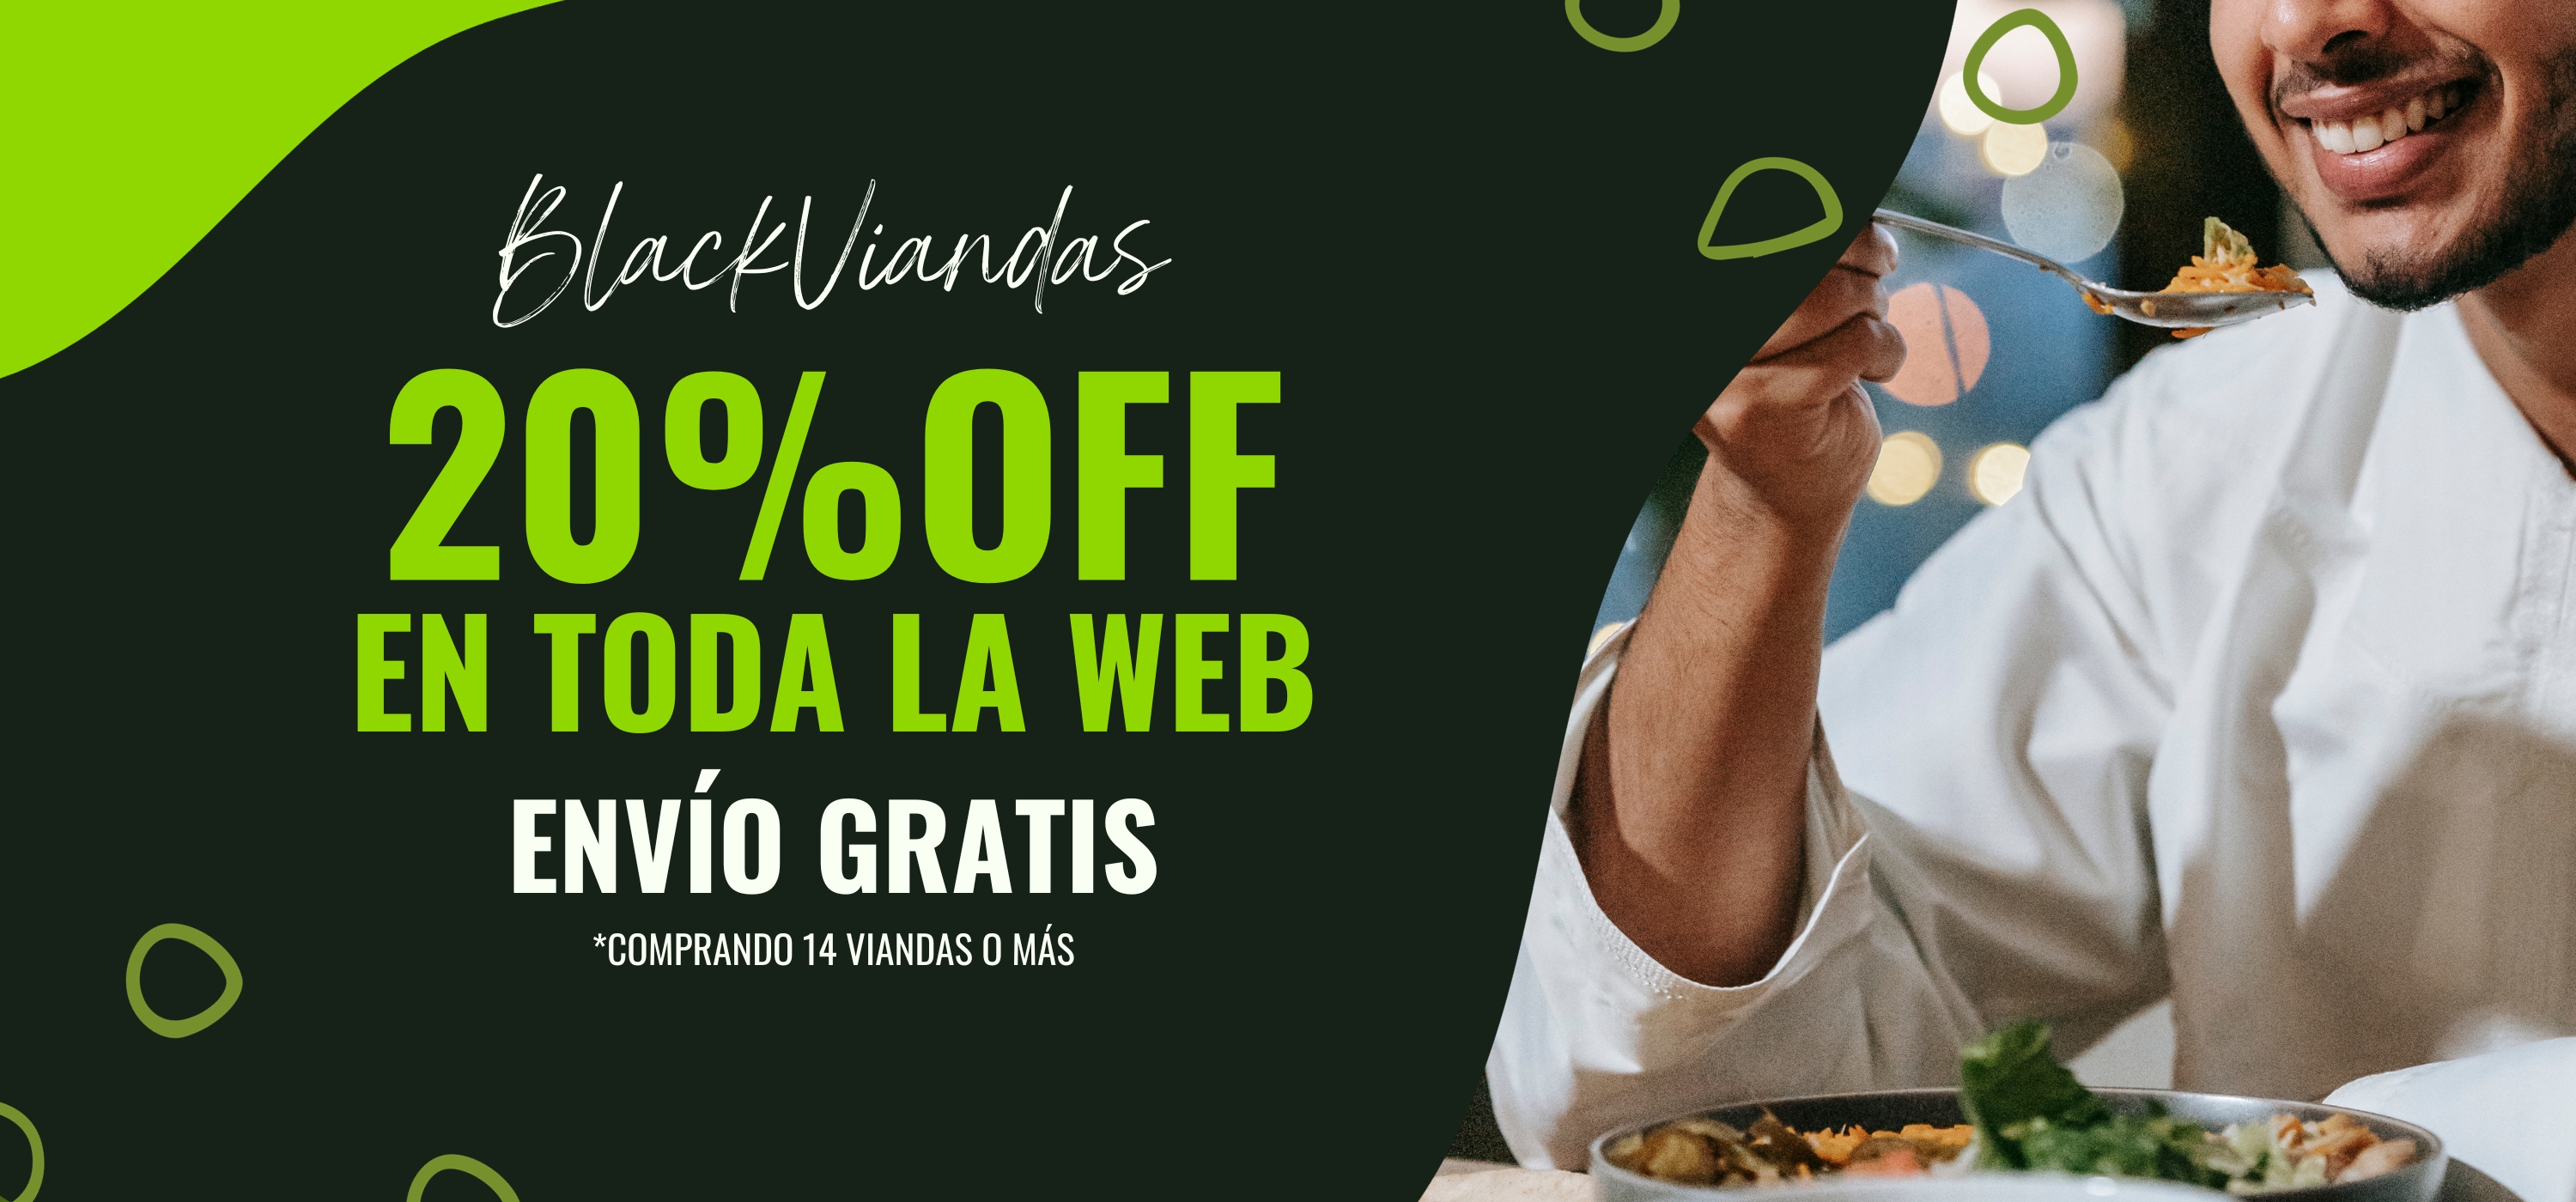 BlackViandas
20%OFF
EN TODA LA WEB
ENVÍO GRATIS
*COMPRANDO 14 VIANDAS O MÁS